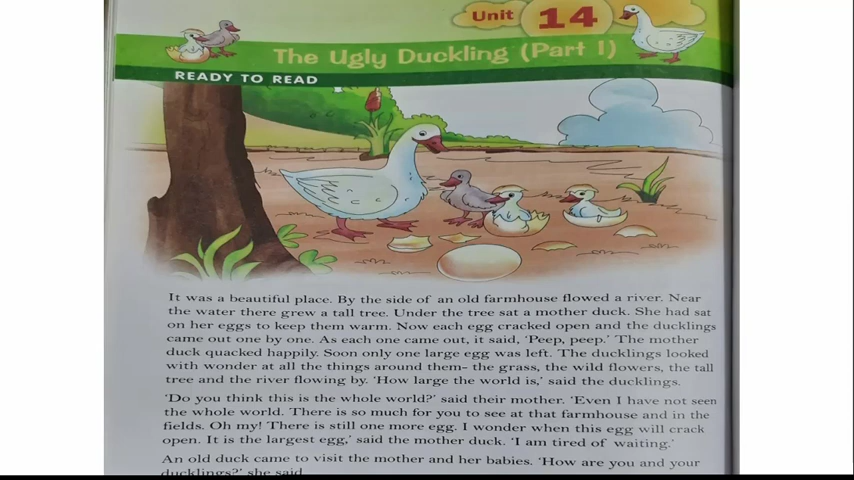 Unit 14
The Ugly Duckling (Part I)
READY TO READ
It was a beautiful place. By the side of an old farmhouse flowed a river. Near
the water there grew a tall tree. Under the tree sat a mother duck. She had sat
on her eggs to keep them warm. Now each egg cracked open and the ducklings
came out one by one. As each one came out, it said, 'Peep, peep.' The mother
duck quacked happily. Soon only one large egg was left. The ducklings looked
with wonder at all the things around them– the grass, the wild flowers, the tall
tree and the river flowing by. 'How large the world is,' said the ducklings.
'Do you think this is the whole world?' said their mother. 'Even I have not seen
the whole world. There is so much for you to see at that farmhouse and in the
fields. Oh my! There is still one more egg. I wonder when this egg will crack
open. It is the largest egg,' said the mother duck. 'I am tired of waiting.'
An old duck came to visit the mother and her babies. 'How are you and your
ducklings?' she said